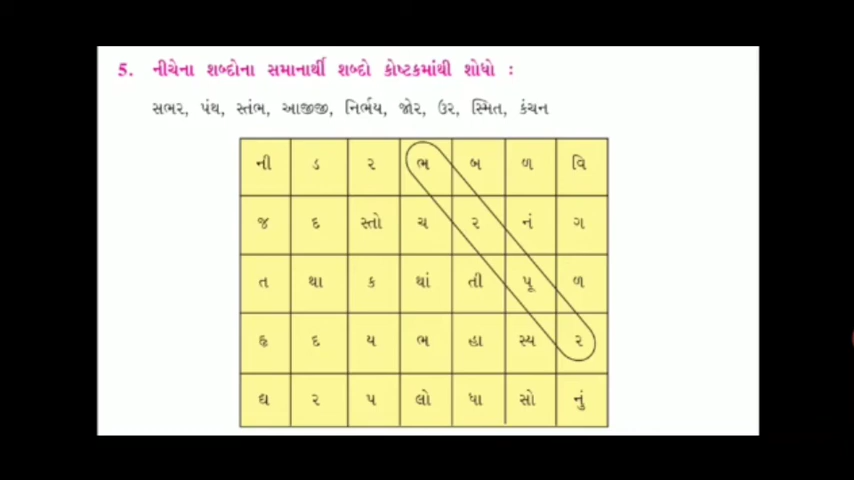 5. નીચેના શબ્દોના સમાનાર્થી શબ્દો કોષ્ટકમાંથી શોધો :
સભર, પંથ, સ્તંભ, આજીજી, નિર્ભય, જોર, ઉર, સ્મિત, કંચન
ની ડ ર ભ બ ળ વિ
જ દ સ્તો ચ ર નં ગ
ત થા ક થાં તી પૂ ળ
હૃ દ ય ભ હા સ્ય ર
ઘ ર પ લો ધા સો નું